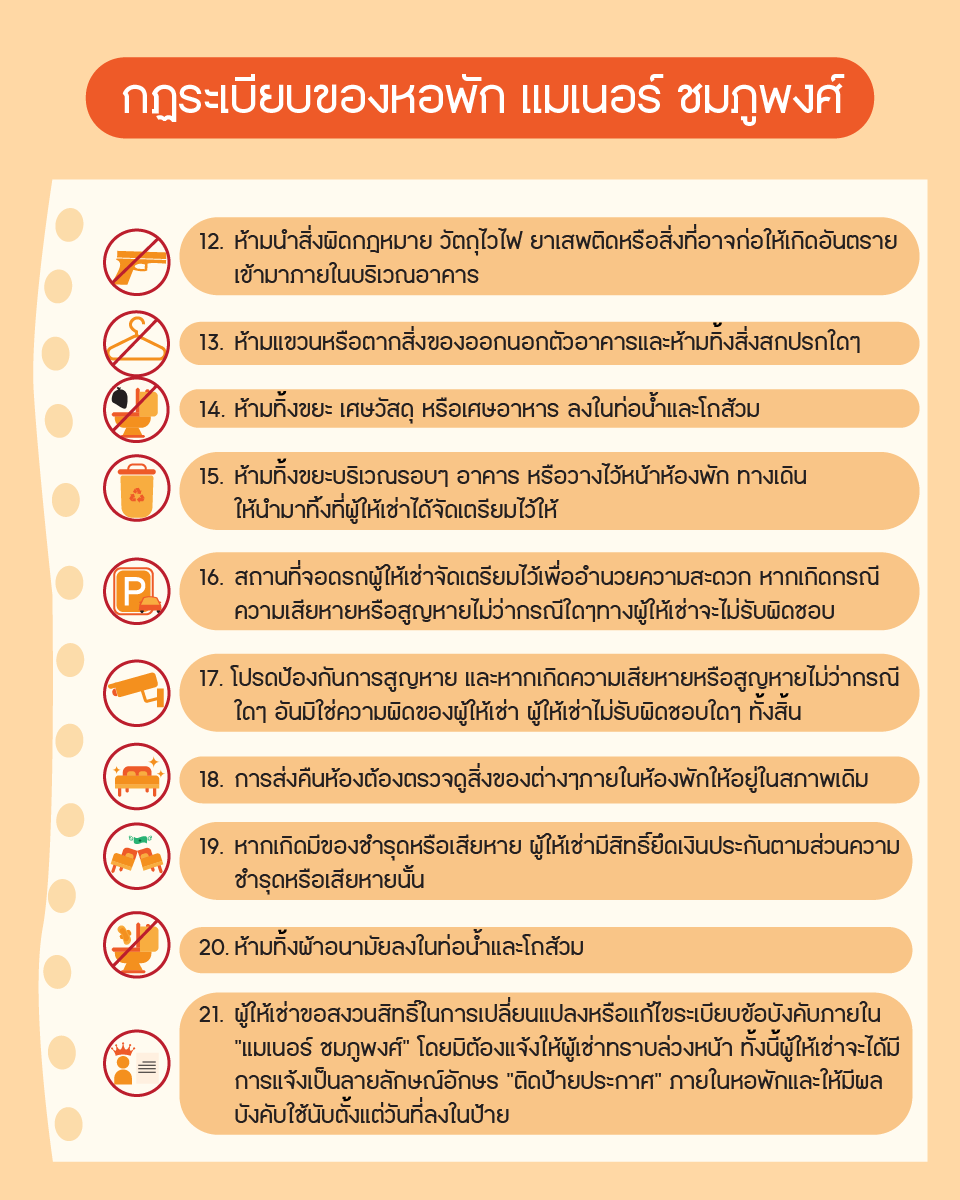 กฎระเบียบของหอพัก แมเนอร์ ชมภูพงศ์
12. ห้ามนำสิ่งผิดกฎหมาย วัตถุไวไฟ ยาเสพติดหรือสิ่งที่อาจก่อให้เกิดอันตราย
เข้ามาภายในบริเวณอาคาร
13. ห้ามแขวนหรือตากสิ่งของออกนอกตัวอาคารและห้ามทิ้งสิ่งสกปรกใดๆ
14. ห้ามทิ้งขยะ เศษวัสดุ หรือเศษอาหาร ลงในท่อน้ำและโถส้วม
15. ห้ามทิ้งขยะบริเวณรอบๆ อาคาร หรือวางไว้หน้าห้องพัก ทางเดิน
ให้นำมาทิ้งที่ผู้ให้เช่าได้จัดเตรียมไว้ให้
P
16. สถานที่จอดรถผู้ให้เช่าจัดเตรียมไว้เพื่ออำนวยความสะดวก หากเกิดกรณี
ความเสียหายหรือสูญหายไม่ว่ากรณีใดๆทางผู้ให้เช่าจะไม่รับผิดชอบ
17. โปรดป้องกันการสูญหาย และหากเกิดความเสียหายหรือสูญหายไม่ว่ากรณี
ใดๆ อันมิใช่ความผิดของผู้ให้เช่า ผู้ให้เช่าไม่รับผิดชอบใดๆ ทั้งสิ้น
18. การส่งคืนห้องต้องตรวจดูสิ่งของต่างๆภายในห้องพักให้อยู่ในสภาพเดิม
19. หากเกิดมีของชำรุดหรือเสียหาย ผู้ให้เช่ามีสิทธิ์ยึดเงินประกันตามส่วนความ
ชำรุดหรือเสียหายนั้น
20. ห้ามทิ้งผ้าอนามัยลงในท่อน้ำและโถส้วม
21. ผู้ให้เช่าขอสงวนสิทธิ์ในการเปลี่ยนแปลงหรือแก้ไขระเบียบข้อบังคับภายใน
"แมเนอร์ ชมภูพงศ์" โดยมิต้องแจ้งให้ผู้เช่าทราบล่วงหน้า ทั้งนี้ผู้ให้เช่าจะได้มี
การแจ้งเป็นลายลักษณ์อักษร "ติดป้ายประกาศ" ภายในหอพักและให้มีผล
บังคับใช้นับตั้งแต่วันที่ลงในป้าย